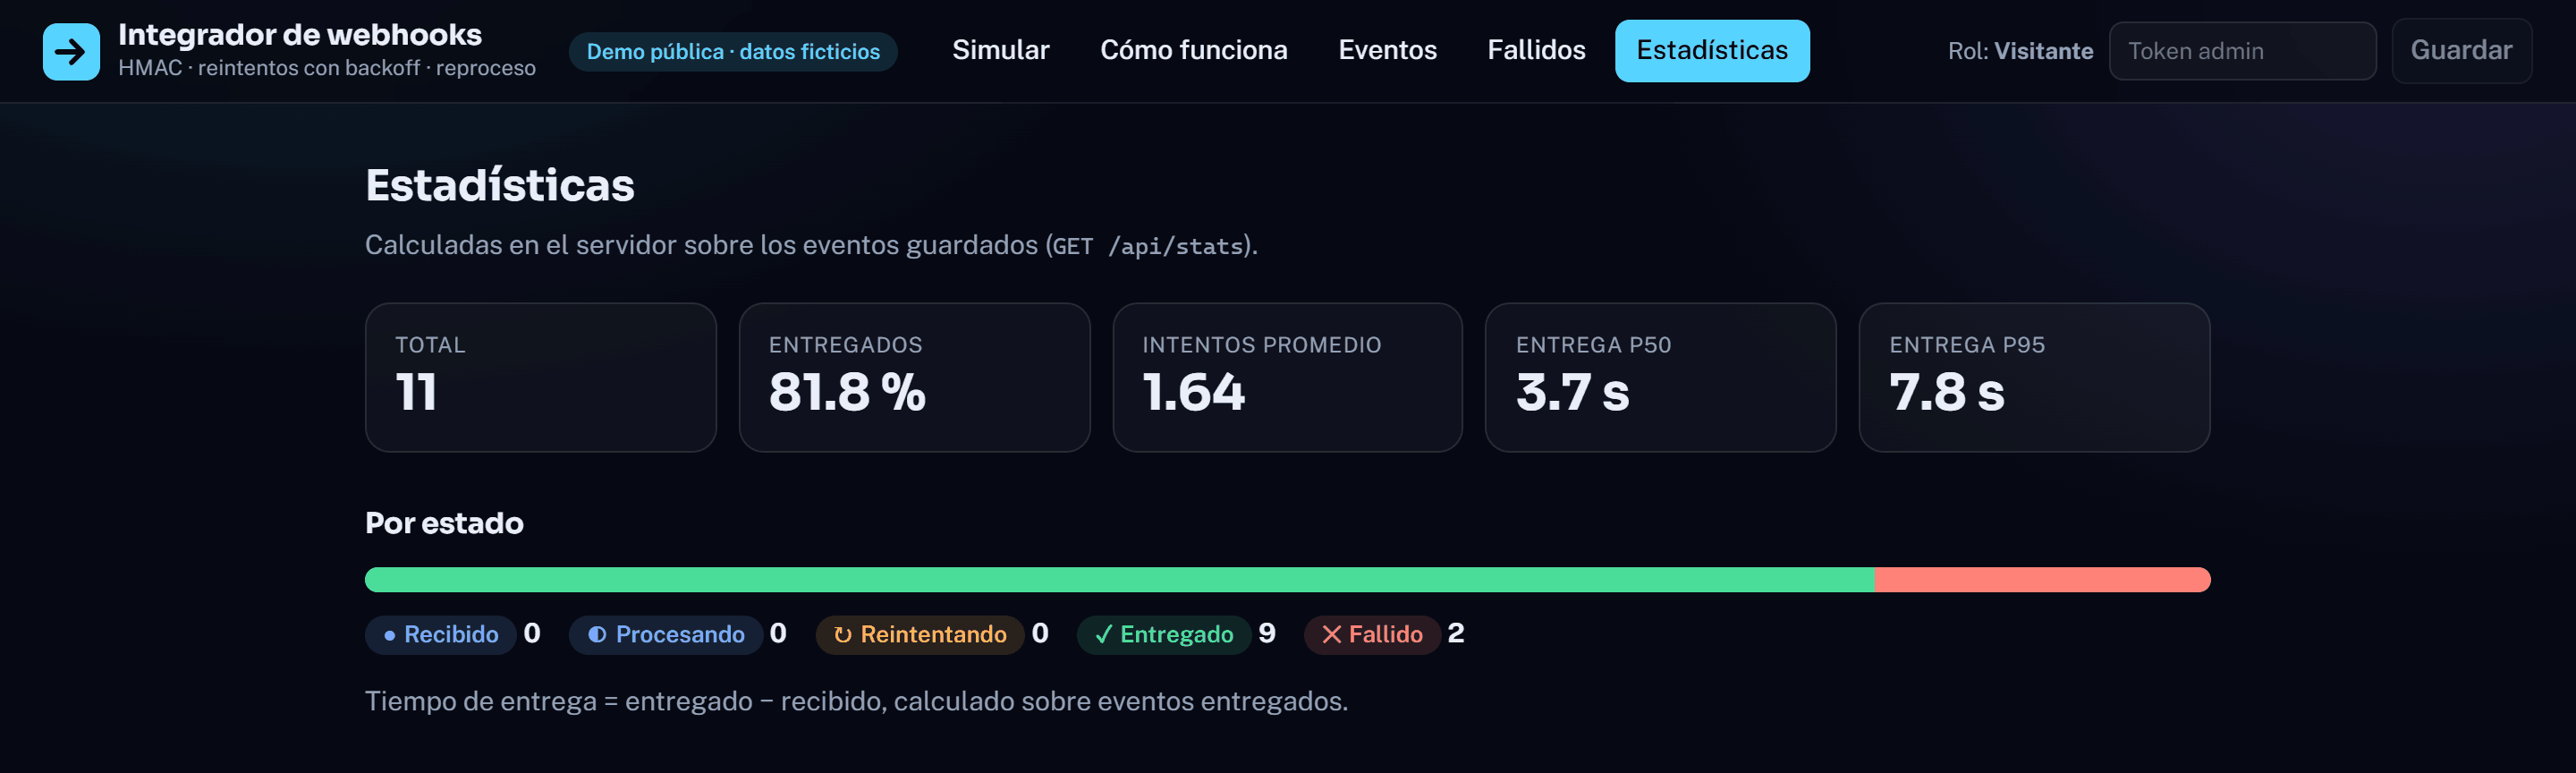 Integrador de webhooks
HMAC · reintentos con backoff · reproceso
Demo pública · datos ficticios
Simular
Cómo funciona
Eventos
Fallidos
Estadísticas
Rol: Visitante
Token admin
Guardar
Estadísticas
Calculadas en el servidor sobre los eventos guardados (GET /api/stats).
TOTAL
11
ENTREGADOS
81.8 %
INTENTOS PROMEDIO
1.64
ENTREGA P50
3.7 s
ENTREGA P95
7.8 s
Por estado
● Recibido 0
◐ Procesando 0
↻ Reintentando 0
✓ Entregado 9
✕ Fallido 2
Tiempo de entrega = entregado − recibido, calculado sobre eventos entregados.